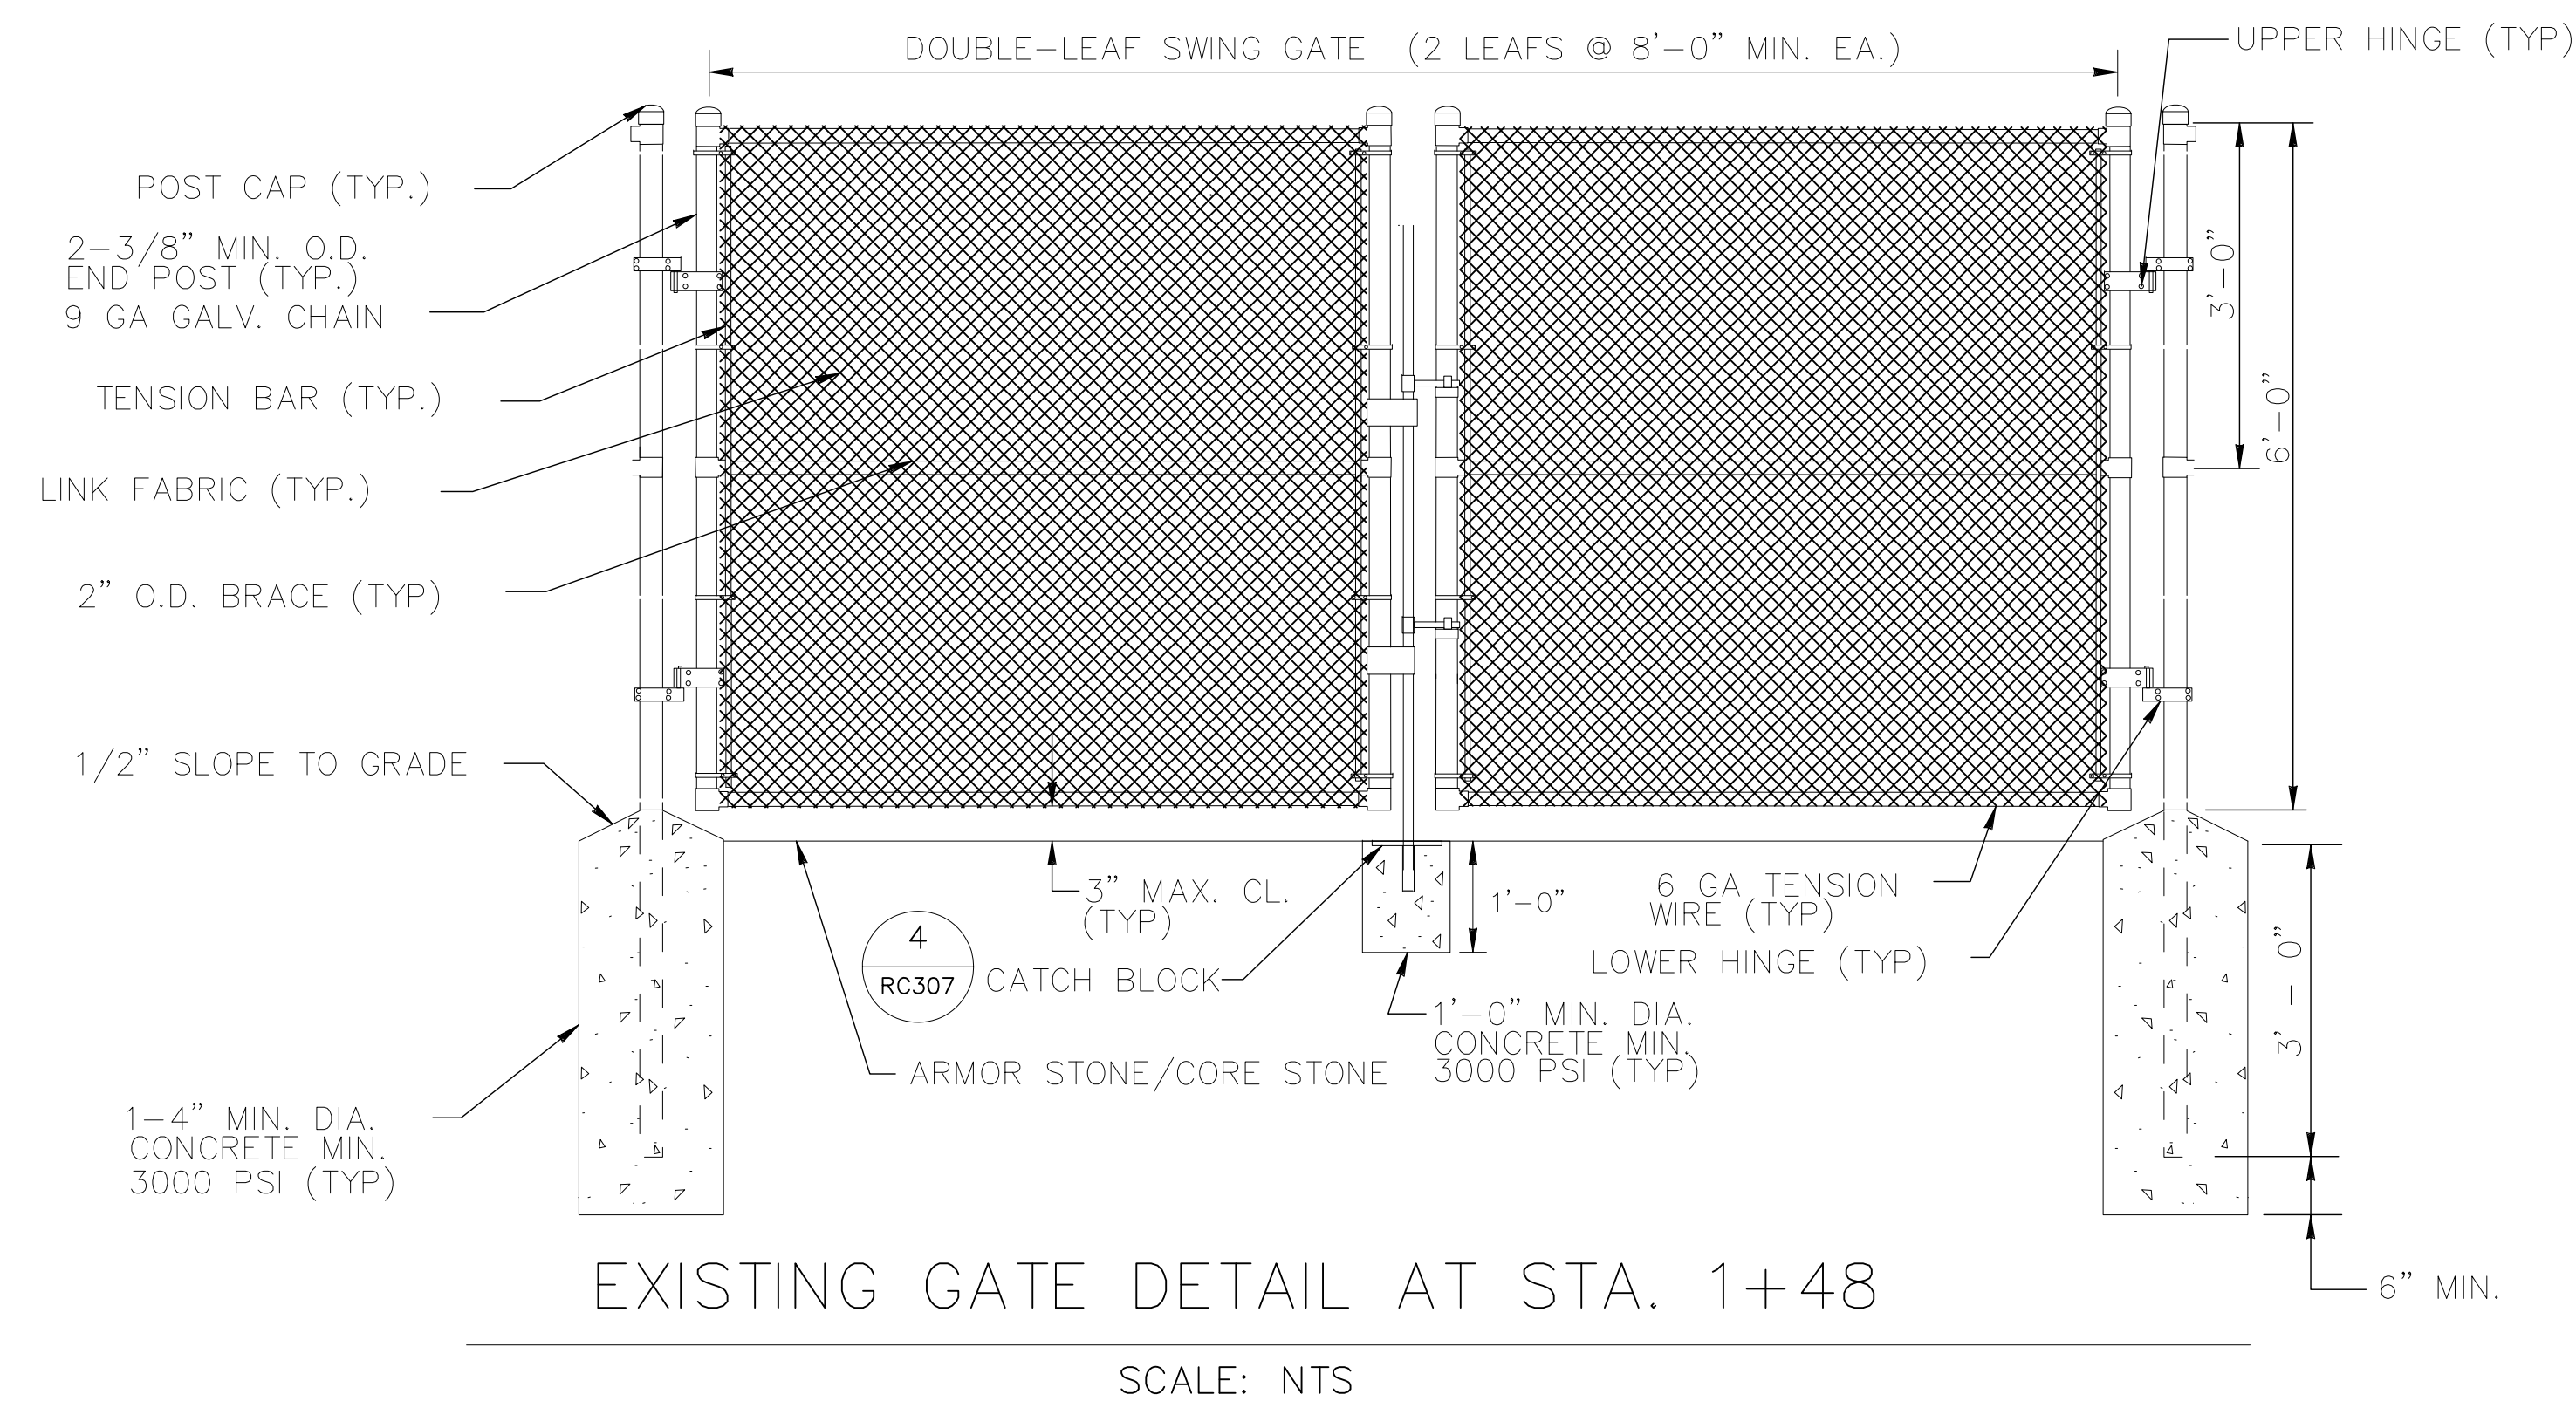 DOUBLE-LEAF SWING GATE (2 LEAFS @ 8'-0" MIN. EA.)
UPPER HINGE (TYP)
POST CAP (TYP.)
2-3/8" MIN. O.D.
END POST (TYP.)
9 GA GALV. CHAIN
TENSION BAR (TYP.)
LINK FABRIC (TYP.)
2" O.D. BRACE (TYP)
1/2" SLOPE TO GRADE
3'-0"
6'-0"
3" MAX. CL.
(TYP)
1'-0"
6 GA TENSION
WIRE (TYP)
LOWER HINGE (TYP)
4
RC307
CATCH BLOCK
1'-0" MIN. DIA.
CONCRETE MIN.
3000 PSI (TYP)
ARMOR STONE/CORE STONE
1-4" MIN. DIA.
CONCRETE MIN.
3000 PSI (TYP)
3' - 0"
6" MIN.
EXISTING GATE DETAIL AT STA. 1+48
SCALE: NTS